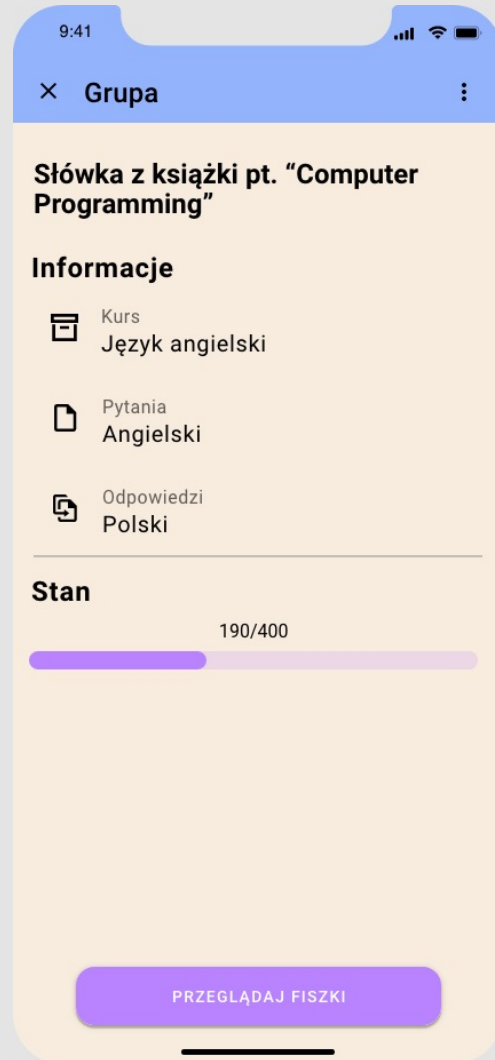 9:41
Grupa
Słówka z książki pt. “Computer
Programming”
Informacje
Kurs
Język angielski
Pytania
Angielski
Odpowiedzi
Polski
Stan
190/400
PRZEGLĄDAJ FISZKI